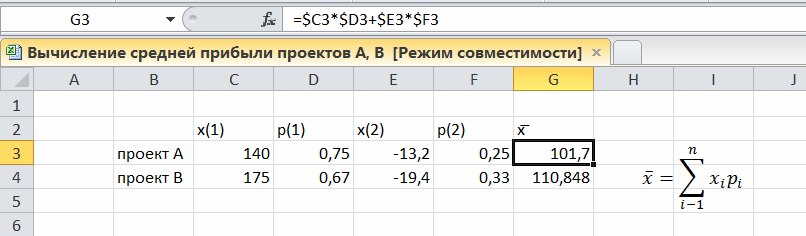 G3 fx =$C3*$D3+$E3*$F3
Вычисление средней прибыли проектов А, В [Режим совместимости]
A B C D E F G H I J
1
2 x(1) p(1) x(2) p(2) x̅
3 проект А 140 0,75 -13,2 0,25 101,7
4 проект В 175 0,67 -19,4 0,33 110,848
x̄ = n ∑ i−1 xᵢpᵢ
5
6